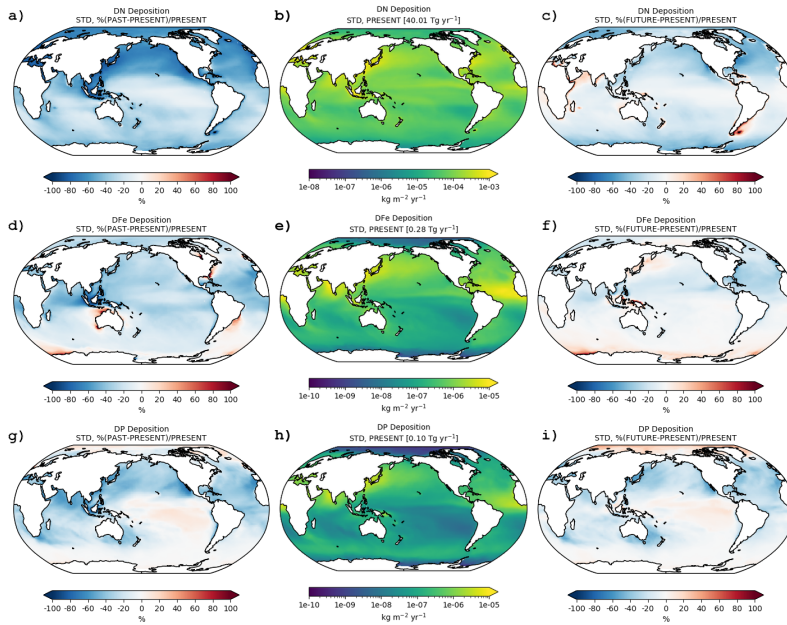 a)
DN Deposition
STD, %(PAST-PRESENT)/PRESENT
-100 -80 -60 -40 -20 0 20 40 60 80 100
%
b)
DN Deposition
STD, PRESENT [40.01 Tg yr⁻¹]
1e-08 1e-07 1e-06 1e-05 1e-04 1e-03
kg m⁻² yr⁻¹
c)
DN Deposition
STD, %(FUTURE-PRESENT)/PRESENT
-100 -80 -60 -40 -20 0 20 40 60 80 100
%
d)
DFe Deposition
STD, %(PAST-PRESENT)/PRESENT
-100 -80 -60 -40 -20 0 20 40 60 80 100
%
e)
DFe Deposition
STD, PRESENT [0.28 Tg yr⁻¹]
1e-10 1e-09 1e-08 1e-07 1e-06 1e-05
kg m⁻² yr⁻¹
f)
DFe Deposition
STD, %(FUTURE-PRESENT)/PRESENT
-100 -80 -60 -40 -20 0 20 40 60 80 100
%
g)
DP Deposition
STD, %(PAST-PRESENT)/PRESENT
-100 -80 -60 -40 -20 0 20 40 60 80 100
%
h)
DP Deposition
STD, PRESENT [0.10 Tg yr⁻¹]
1e-10 1e-09 1e-08 1e-07 1e-06 1e-05
kg m⁻² yr⁻¹
i)
DP Deposition
STD, %(FUTURE-PRESENT)/PRESENT
-100 -80 -60 -40 -20 0 20 40 60 80 100
%